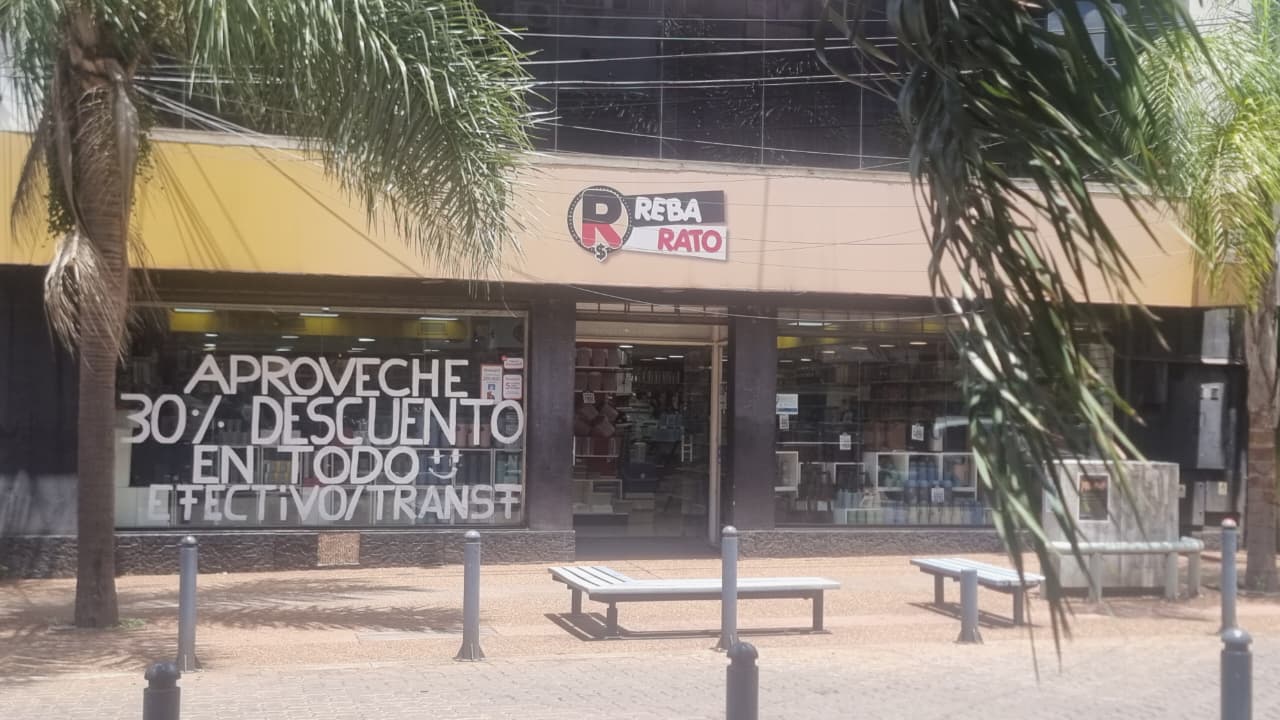 R
$
REBA
RATO
APROVECHE
30% DESCUENTO
EN TODO
EFECTIVO/TRANSF